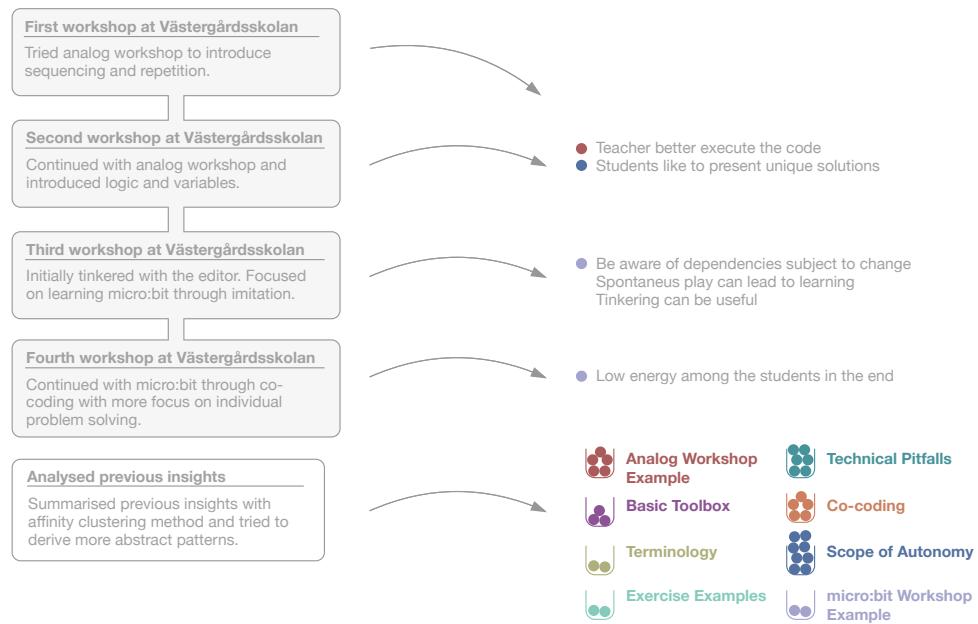 First workshop at Västergårdsskolan
Tried analog workshop to introduce
sequencing and repetition.
Second workshop at Västergårdsskolan
Continued with analog workshop and
introduced logic and variables.
Teacher better execute the code
Students like to present unique solutions
Third workshop at Västergårdsskolan
Initially tinkered with the editor. Focused
on learning micro:bit through imitation.
Be aware of dependencies subject to change
Spontaneus play can lead to learning
Tinkering can be useful
Fourth workshop at Västergårdsskolan
Continued with micro:bit through co-
coding with more focus on individual
problem solving.
Low energy among the students in the end
Analysed previous insights
Summarised previous insights with
affinity clustering method and tried to
derive more abstract patterns.
Analog Workshop
Example
Technical Pitfalls
Basic Toolbox
Co-coding
Terminology
Scope of Autonomy
Exercise Examples
micro:bit Workshop
Example